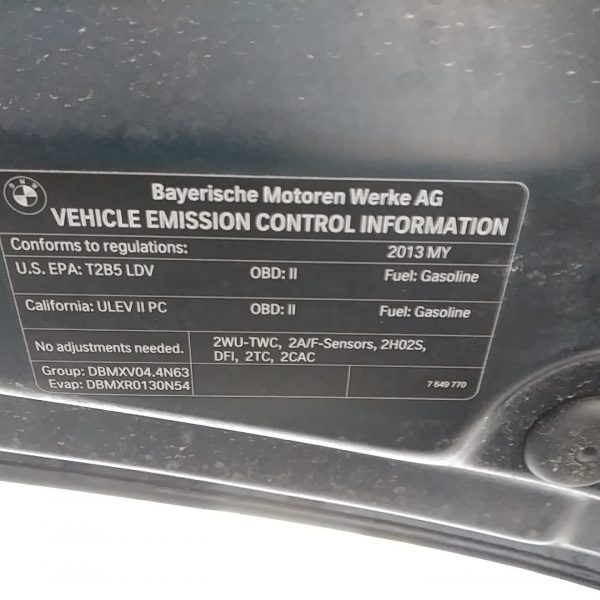 BMW
Bayerische Motoren Werke AG
VEHICLE EMISSION CONTROL INFORMATION
Conforms to regulations: 2013 MY
U.S. EPA: T2B5 LDV OBD: II Fuel: Gasoline
California: ULEV II PC OBD: II Fuel: Gasoline
No adjustments needed. 2WU-TWC, 2A/F-Sensors, 2HO2S,
DFI, 2TC, 2CAC
Group: DBMXV04.4N63
Evap: DBMXR0130N54 7 649 770